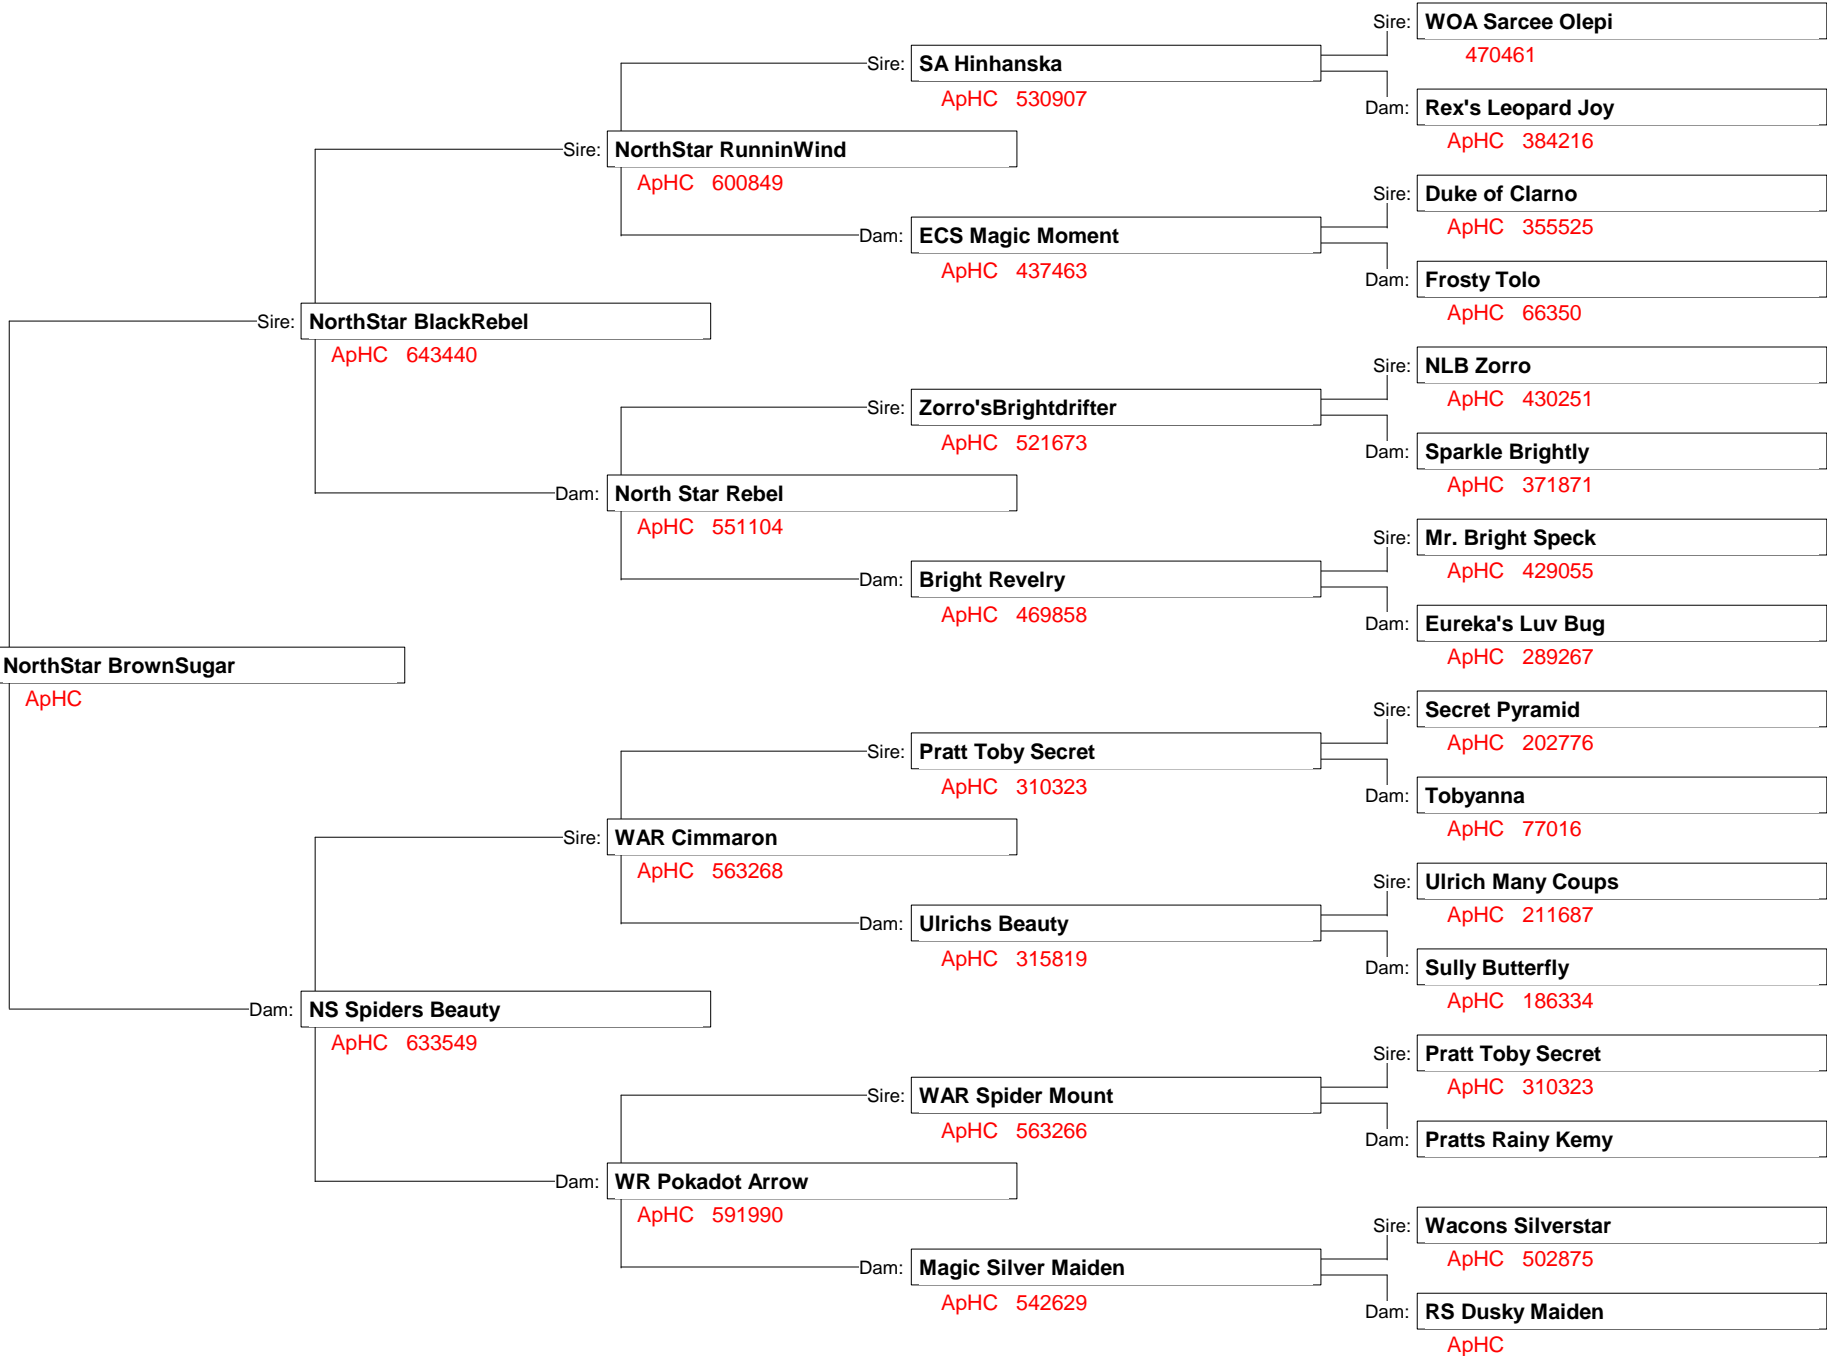 Sire: WOA Sarcee Olepi
470461
Sire: SA Hinhanska
ApHC 530907
Dam: Rex's Leopard Joy
ApHC 384216
Sire: NorthStar RunninWind
ApHC 600849
Sire: Duke of Clarno
ApHC 355525
Dam: ECS Magic Moment
ApHC 437463
Dam: Frosty Tolo
ApHC 66350
Sire: NorthStar BlackRebel
ApHC 643440
Sire: NLB Zorro
ApHC 430251
Sire: Zorro'sBrightdrifter
ApHC 521673
Dam: Sparkle Brightly
ApHC 371871
Dam: North Star Rebel
ApHC 551104
Sire: Mr. Bright Speck
ApHC 429055
Dam: Bright Revelry
ApHC 469858
Dam: Eureka's Luv Bug
ApHC 289267
NorthStar BrownSugar
ApHC
Sire: Secret Pyramid
ApHC 202776
Sire: Pratt Toby Secret
ApHC 310323
Dam: Tobyanna
ApHC 77016
Sire: WAR Cimmaron
ApHC 563268
Sire: Ulrich Many Coups
ApHC 211687
Dam: Ulrichs Beauty
ApHC 315819
Dam: Sully Butterfly
ApHC 186334
Dam: NS Spiders Beauty
ApHC 633549
Sire: Pratt Toby Secret
ApHC 310323
Sire: WAR Spider Mount
ApHC 563266
Dam: Pratts Rainy Kemy
Dam: WR Pokadot Arrow
ApHC 591990
Sire: Wacons Silverstar
ApHC 502875
Dam: Magic Silver Maiden
ApHC 542629
Dam: RS Dusky Maiden
ApHC